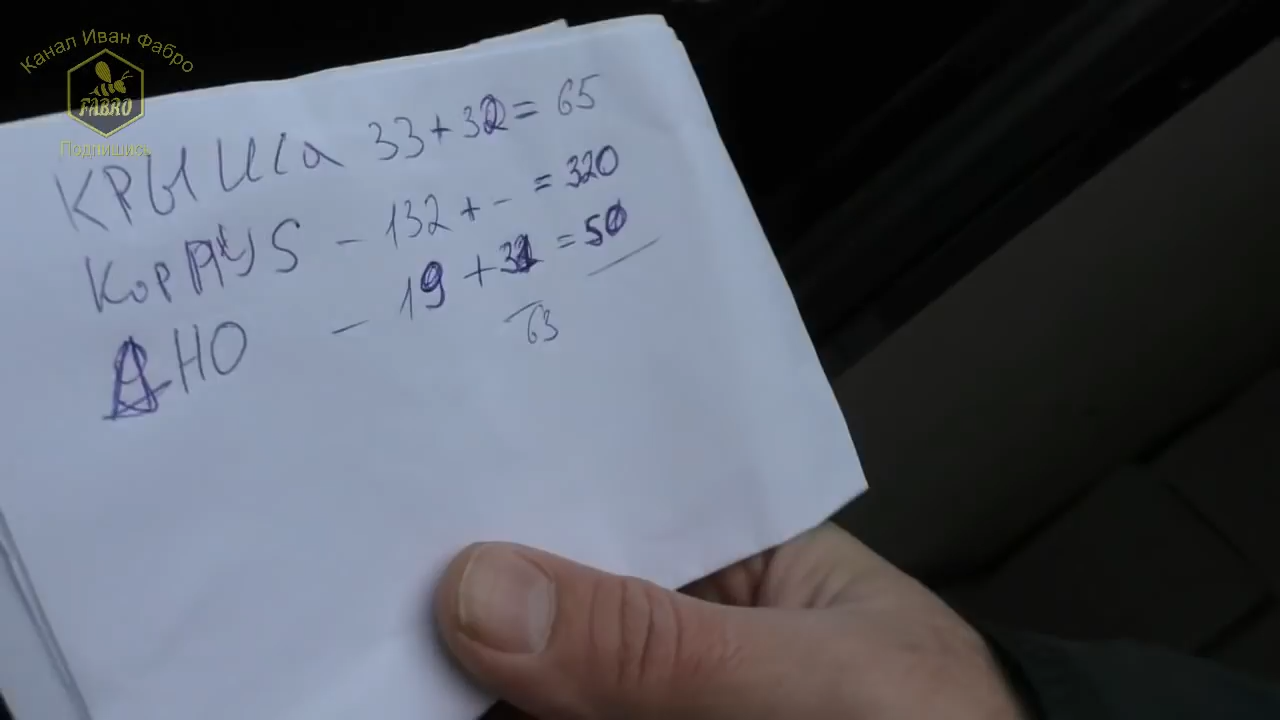 Канал Иван Фабро
FABRO
Подпишись
КРЫШа 33+32=65
КОРПУS – 132 + – = 320
ДНО – 19 + 31 = 50
63